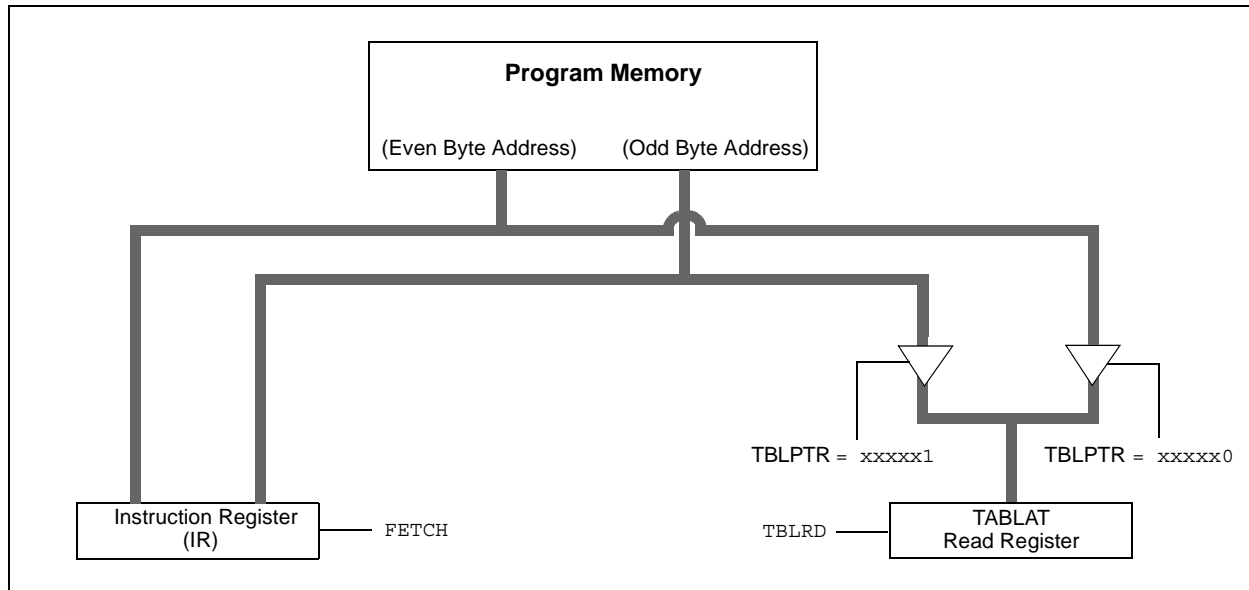 Program Memory
(Even Byte Address) (Odd Byte Address)
TBLPTR = xxxxx1 TBLPTR = xxxxx0
Instruction Register
(IR)
FETCH
TBLRD
TABLAT
Read Register